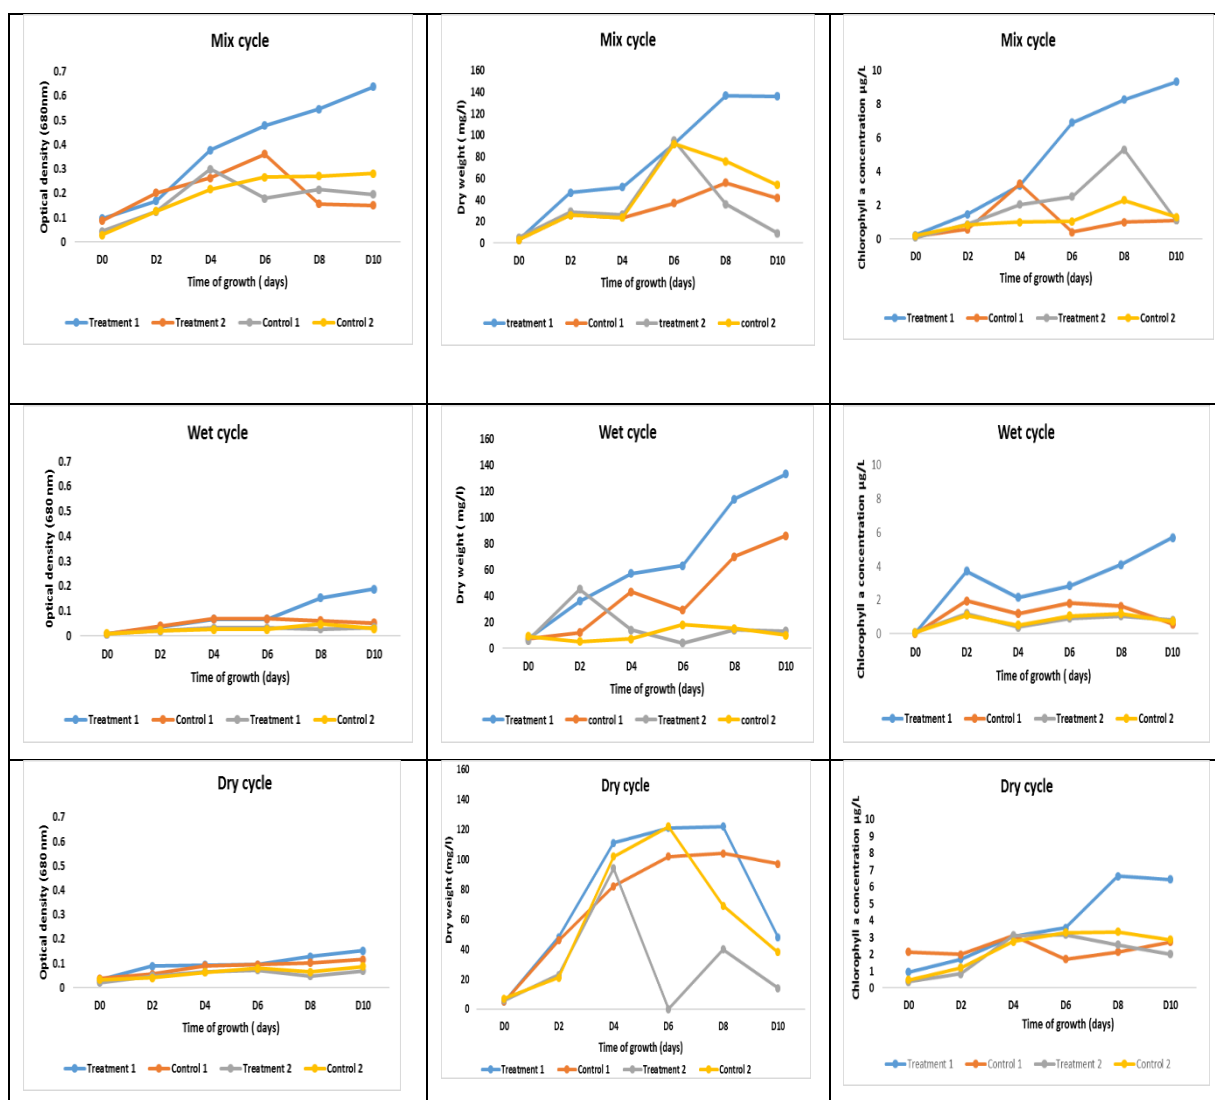 Mix cycle
Optical density (680nm)
0.7
0.6
0.5
0.4
0.3
0.2
0.1
0
D0 D2 D4 D6 D8 D10
Time of growth ( days)
Treatment 1 Treatment 2 Control 1 Control 2
Mix cycle
Dry weight ( mg/l)
160
140
120
100
80
60
40
20
0
D0 D2 D4 D6 D8 D10
Time of growth (days)
treatment 1 Control 1 treatment 2 control 2
Mix cycle
Chlorophyll a concentration µg/L
10
8
6
4
2
0
D0 D2 D4 D6 D8 D10
Time of growth (days)
Treatment 1 Control 1 Treatment 2 Control 2
Wet cycle
Optical density (680 nm)
0.7
0.6
0.5
0.4
0.3
0.2
0.1
0
D0 D2 D4 D6 D8 D10
Time of growth (days)
Treatment 1 Control 1 Treatment 1 Control 2
Wet cycle
Dry weight ( mg/l)
160
140
120
100
80
60
40
20
0
D0 D2 D4 D6 D8 D10
Time of growth (days)
Treatment 1 control 1 Treatment 2 control 2
Wet cycle
Chlorophyll a concentration µg/L
10
8
6
4
2
0
D0 D2 D4 D6 D8 D10
Time of growth ( days)
Treatment 1 Control 1 Treatment 2 Control 2
Dry cycle
Optical density (680 nm)
0.7
0.6
0.5
0.4
0.3
0.2
0.1
0
D0 D2 D4 D6 D8 D10
Time of growth ( days)
Treatment 1 Control 1 Treatment 2 Control 2
Dry cycle
Dry weight (mg/l)
160
140
120
100
80
60
40
20
0
D0 D2 D4 D6 D8 D10
Time of growth (days)
Treatment 1 Control 1 Treatment 2 Control 2
Dry cycle
Chlorophyll a concentration µg/L
10
9
8
7
6
5
4
3
2
1
0
D0 D2 D4 D6 D8 D10
Time of growth (days)
Treatment 1 Control 1 Treatment 2 Control 2